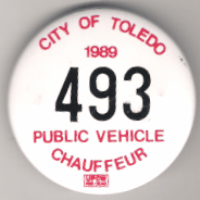 CITY OF TOLEDO
1989
493
PUBLIC VEHICLE
CHAUFFEUR